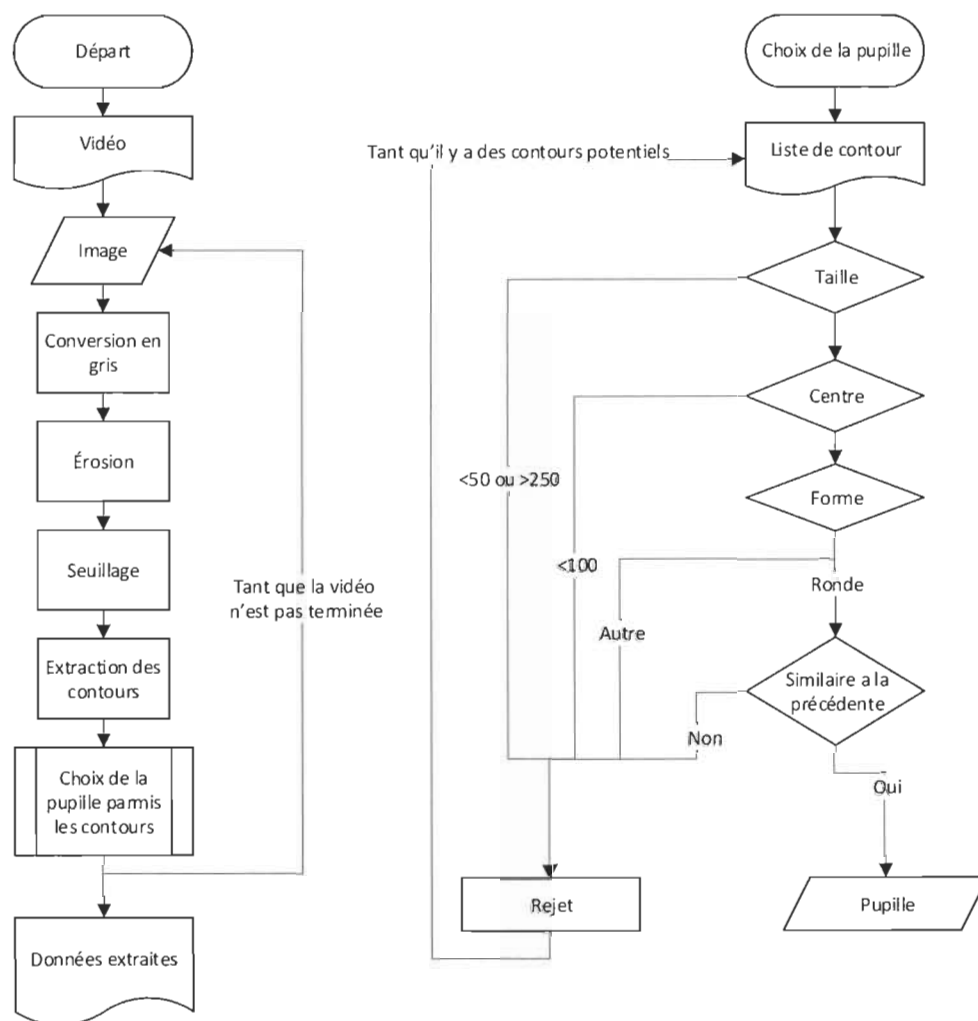 Départ
Vidéo
Image
Conversion en
gris
Érosion
Seuillage
Extraction des
contours
Choix de la
pupille parmis
les contours
Données extraites
Tant que la vidéo
n'est pas terminée
Choix de la pupille
Tant qu'il y a des contours potentiels
Liste de contour
Taille
Centre
<50 ou >250
Forme
<100
Ronde
Autre
Similaire a la
précédente
Non
Oui
Rejet
Pupille